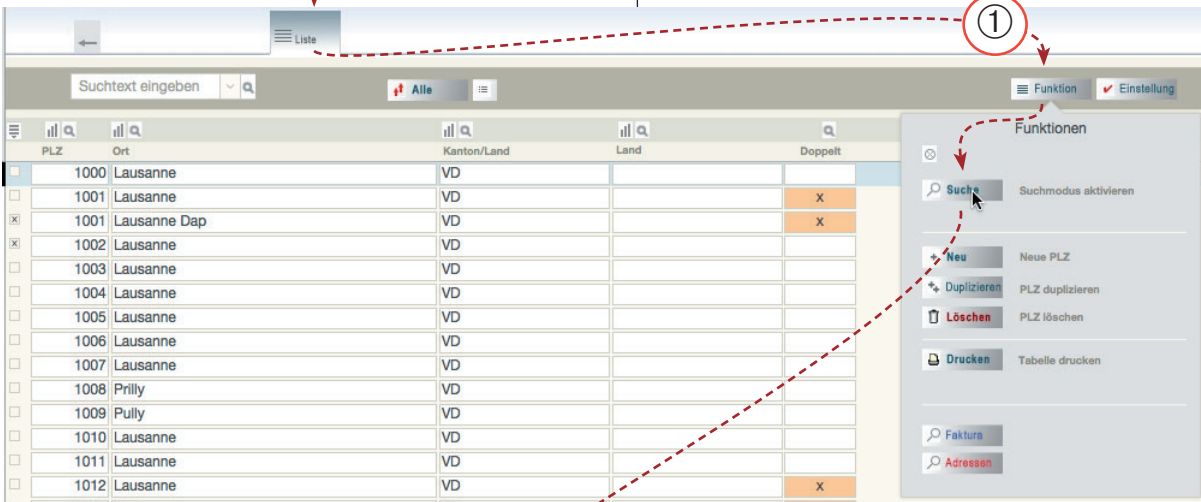 ①
Liste
Suchtext eingeben Alle Funktion Einstellung
PLZ Ort Kanton/Land Land Doppelt
1000 Lausanne VD
1001 Lausanne VD x
x 1001 Lausanne Dap VD x
x 1002 Lausanne VD
1003 Lausanne VD
1004 Lausanne VD
1005 Lausanne VD
1006 Lausanne VD
1007 Lausanne VD
1008 Prilly VD
1009 Pully VD
1010 Lausanne VD
1011 Lausanne VD
1012 Lausanne VD x
Funktionen
Suche Suchmodus aktivieren
Neu Neue PLZ
Duplizieren PLZ duplizieren
Löschen PLZ löschen
Drucken Tabelle drucken
Faktura
Adressen